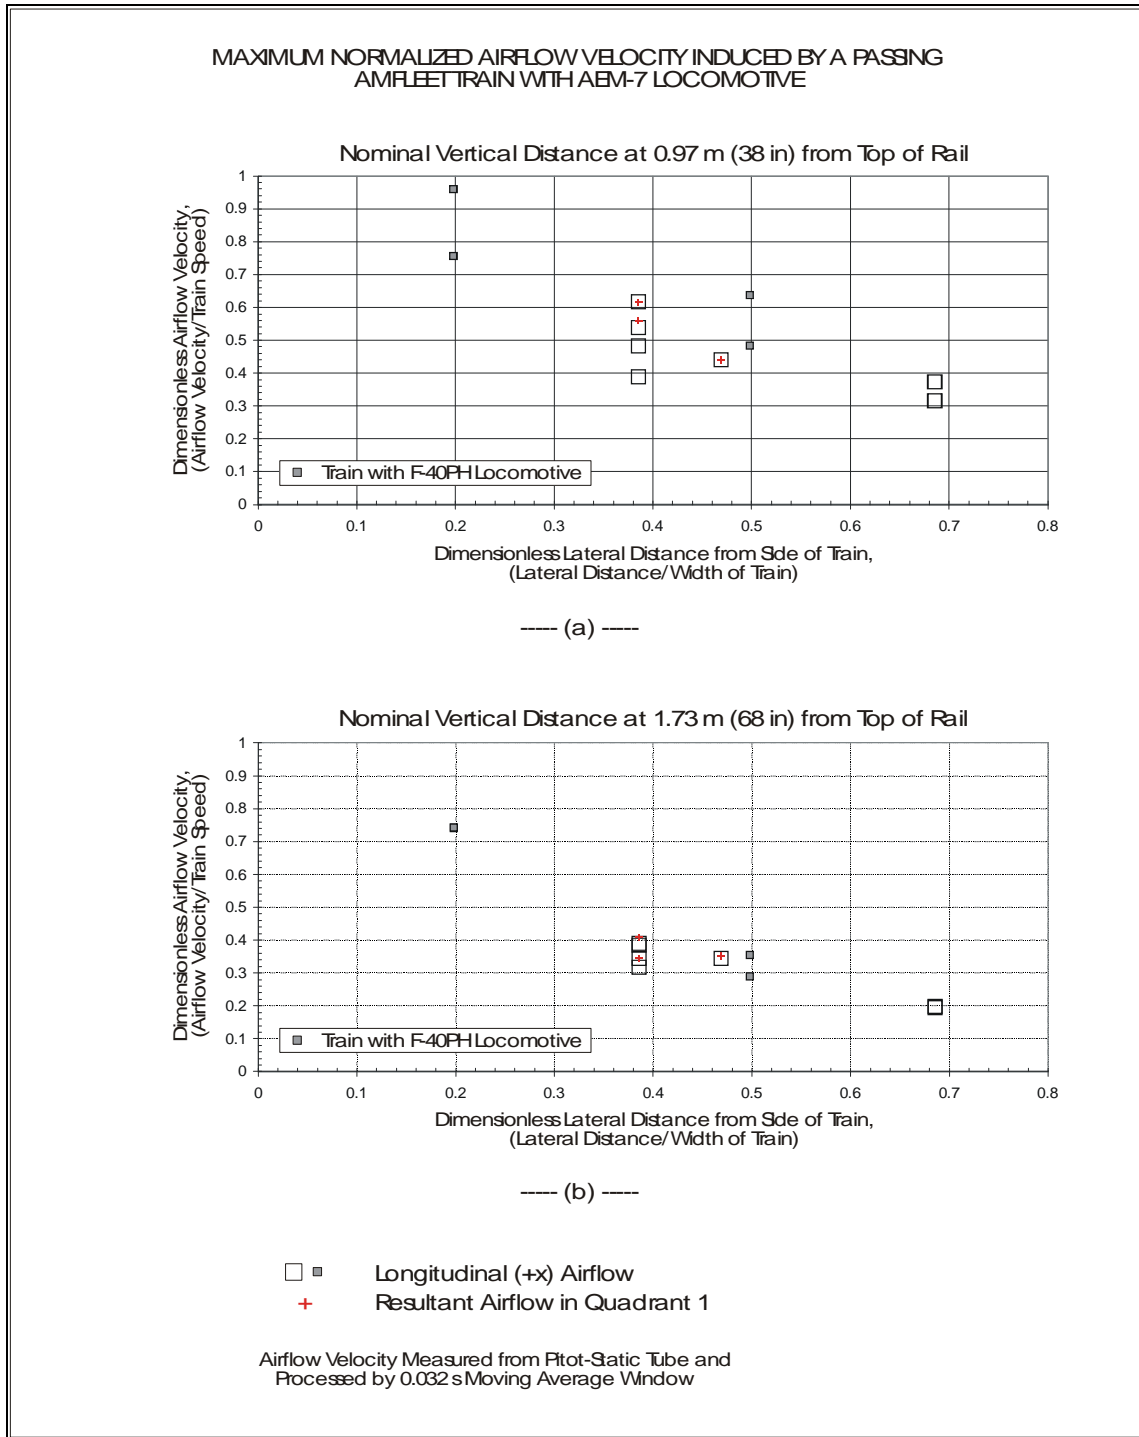 MAXIMUM NORMALIZED AIRFLOW VELOCITY INDUCED BY A PASSING
AMFLEET TRAIN WITH AEM-7 LOCOMOTIVE
Nominal Vertical Distance at 0.97 m (38 in) from Top of Rail
Dimensionless Airflow Velocity,
(Airflow Velocity/Train Speed)
1
0.9
0.8
0.7
0.6
0.5
0.4
0.3
0.2
0.1
0
Train with F-40PH Locomotive
0 0.1 0.2 0.3 0.4 0.5 0.6 0.7 0.8
Dimensionless Lateral Distance from Side of Train,
(Lateral Distance/Width of Train)
----- (a) -----
Nominal Vertical Distance at 1.73 m (68 in) from Top of Rail
Dimensionless Airflow Velocity,
(Airflow Velocity/Train Speed)
1
0.9
0.8
0.7
0.6
0.5
0.4
0.3
0.2
0.1
0
Train with F-40PH Locomotive
0 0.1 0.2 0.3 0.4 0.5 0.6 0.7 0.8
Dimensionless Lateral Distance from Side of Train,
(Lateral Distance/Width of Train)
----- (b) -----
Longitudinal (+x) Airflow
Resultant Airflow in Quadrant 1
Airflow Velocity Measured from Pitot-Static Tube and
Processed by 0.032 s Moving Average Window